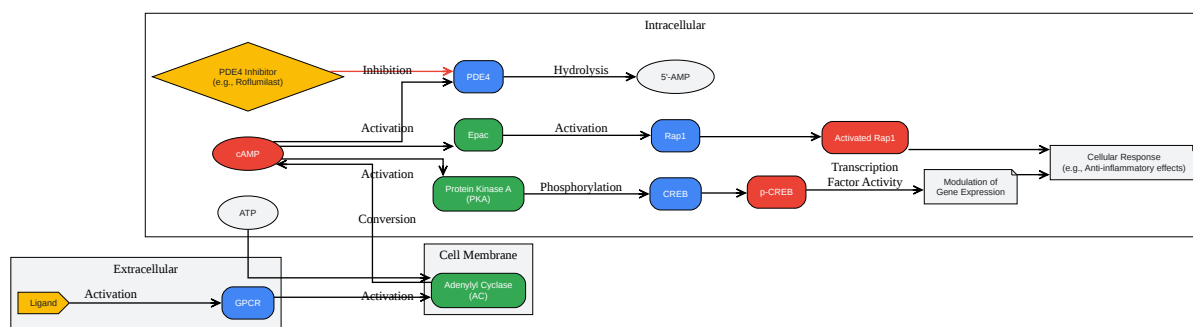 Intracellular
PDE4 Inhibitor
(e.g., Roflumilast)
Inhibition
PDE4
Hydrolysis
5'-AMP
Activation
Epac
Activation
Rap1
Activated Rap1
cAMP
Activation
Protein Kinase A
(PKA)
Phosphorylation
CREB
p-CREB
Transcription
Factor Activity
Modulation of
Gene Expression
Cellular Response
(e.g., Anti-inflammatory effects)
ATP
Conversion
Cell Membrane
Adenylyl Cyclase
(AC)
Extracellular
Ligand
Activation
GPCR
Activation